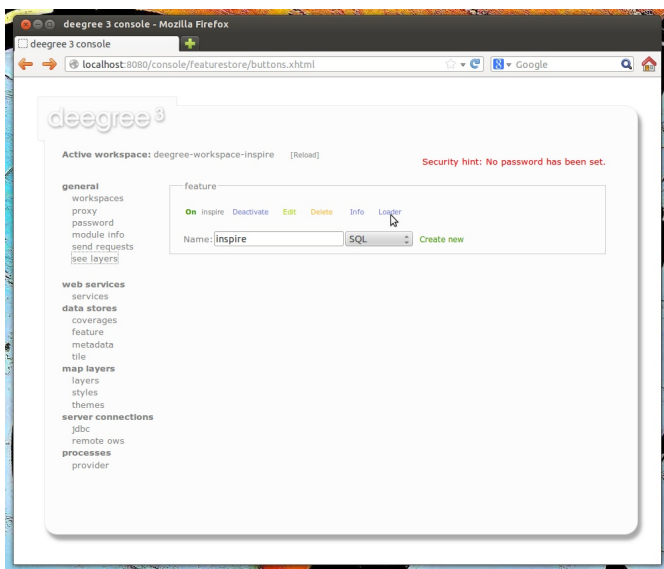 deegree 3 console - Mozilla Firefox
deegree 3 console
localhost:8080/console/featurestore/buttons.xhtml
Google
deegree 3
Active workspace: deegree-workspace-inspire [Reload]
Security hint: No password has been set.
general
workspaces
proxy
password
module info
send requests
see layers
web services
services
data stores
coverages
feature
metadata
tile
map layers
layers
styles
themes
server connections
jdbc
remote ows
processes
provider
feature
On inspire Deactivate Edit Delete Info Loader
Name: inspire SQL Create new